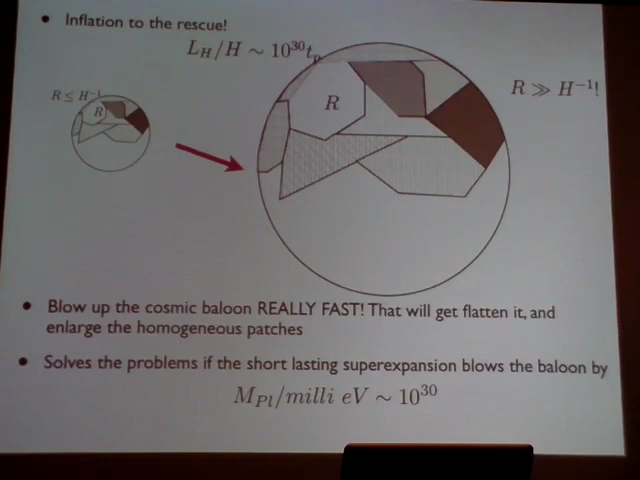 • Inflation to the rescue!
L_H/H ∼ 10^30 t_p
R ≤ H^-1
R
R
R ≫ H^-1!
• Blow up the cosmic baloon REALLY FAST! That will get flatten it, and
enlarge the homogeneous patches
• Solves the problems if the short lasting superexpansion blows the baloon by
M_Pl/milli eV ∼ 10^30